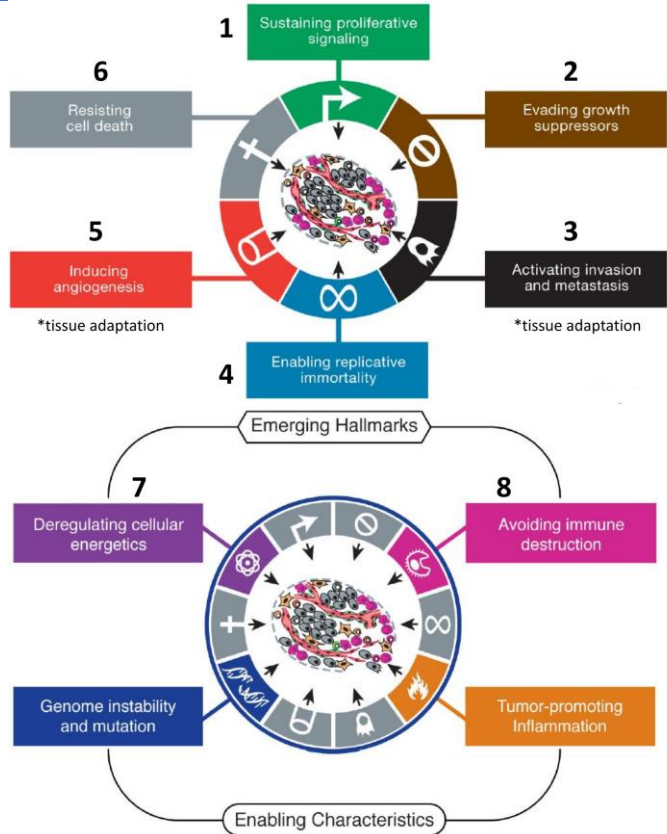 1
Sustaining proliferative
signaling
6
2
Resisting
cell death
Evading growth
suppressors
5
3
Inducing
angiogenesis
Activating invasion
and metastasis
*tissue adaptation
*tissue adaptation
4
Enabling replicative
immortality
Emerging Hallmarks
7
8
Deregulating cellular
energetics
Avoiding immune
destruction
Genome instability
and mutation
Tumor-promoting
Inflammation
Enabling Characteristics